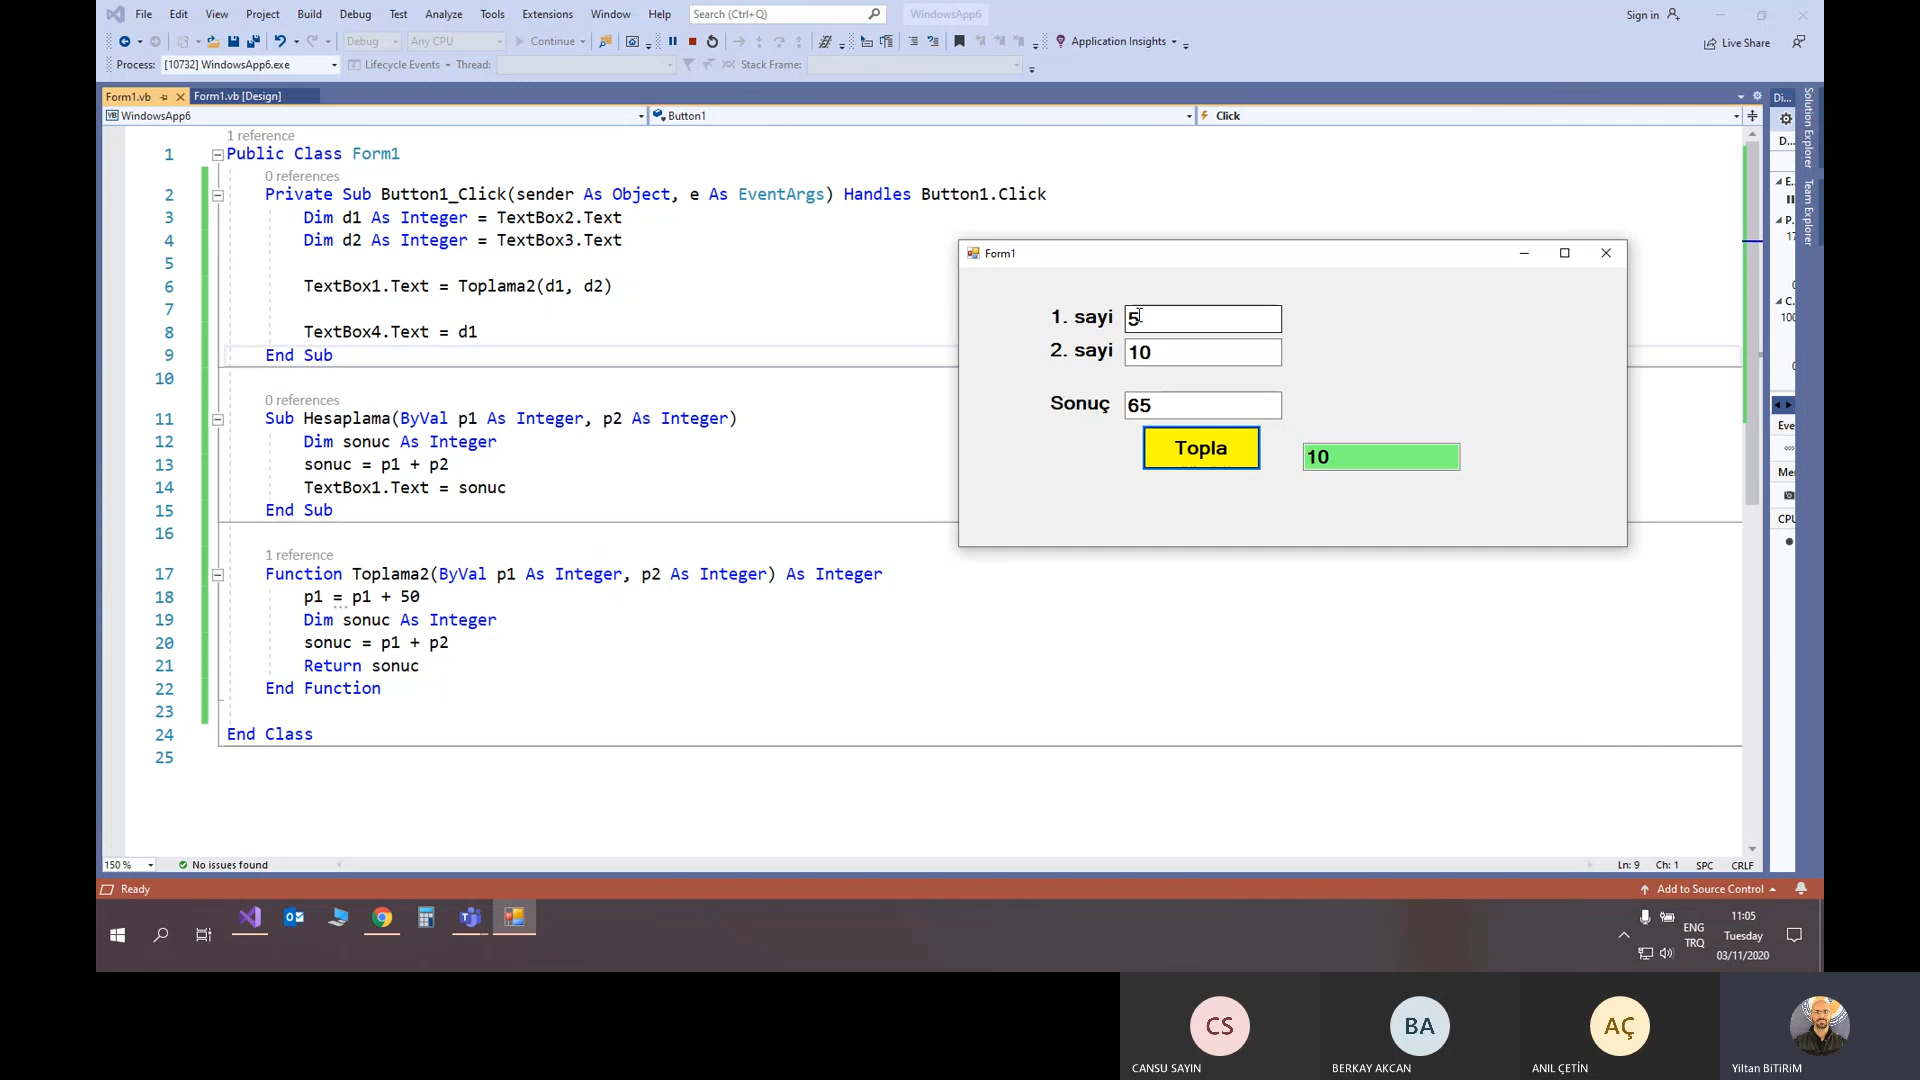 File Edit View Project Build Debug Test Analyze Tools Extensions Window Help Search (Ctrl+Q) WindowsApp6 Sign in
Debug Any CPU Continue Application Insights Live Share
Process: [10732] WindowsApp6.exe Lifecycle Events Thread: Stack Frame:
Form1.vb Form1.vb [Design] Di...
WindowsApp6 Button1 Click
1 reference
1 Public Class Form1
0 references
2 Private Sub Button1_Click(sender As Object, e As EventArgs) Handles Button1.Click
3 Dim d1 As Integer = TextBox2.Text
4 Dim d2 As Integer = TextBox3.Text
5
6 TextBox1.Text = Toplama2(d1, d2)
7
8 TextBox4.Text = d1
9 End Sub
10
0 references
11 Sub Hesaplama(ByVal p1 As Integer, p2 As Integer)
12 Dim sonuc As Integer
13 sonuc = p1 + p2
14 TextBox1.Text = sonuc
15 End Sub
16
1 reference
17 Function Toplama2(ByVal p1 As Integer, p2 As Integer) As Integer
18 p1 = p1 + 50
19 Dim sonuc As Integer
20 sonuc = p1 + p2
21 Return sonuc
22 End Function
23
24 End Class
25
Form1
1. sayi 5
2. sayi 10
Sonuç 65
Topla
10
D...
E...
P.
17
C.
100
Eve
Me
CPU
Solution Explorer
Team Explorer
150 % No issues found Ln: 9 Ch: 1 SPC CRLF
Ready Add to Source Control
ENG
TRQ
11:05
Tuesday
03/11/2020
CS
CANSU SAYIN
BA
BERKAY AKCAN
AÇ
ANIL ÇETİN
Yiltan BiTiRiM